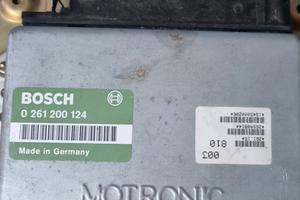 BOSCH
0 261 200 124
Made in Germany
003
810
MOTRONIC